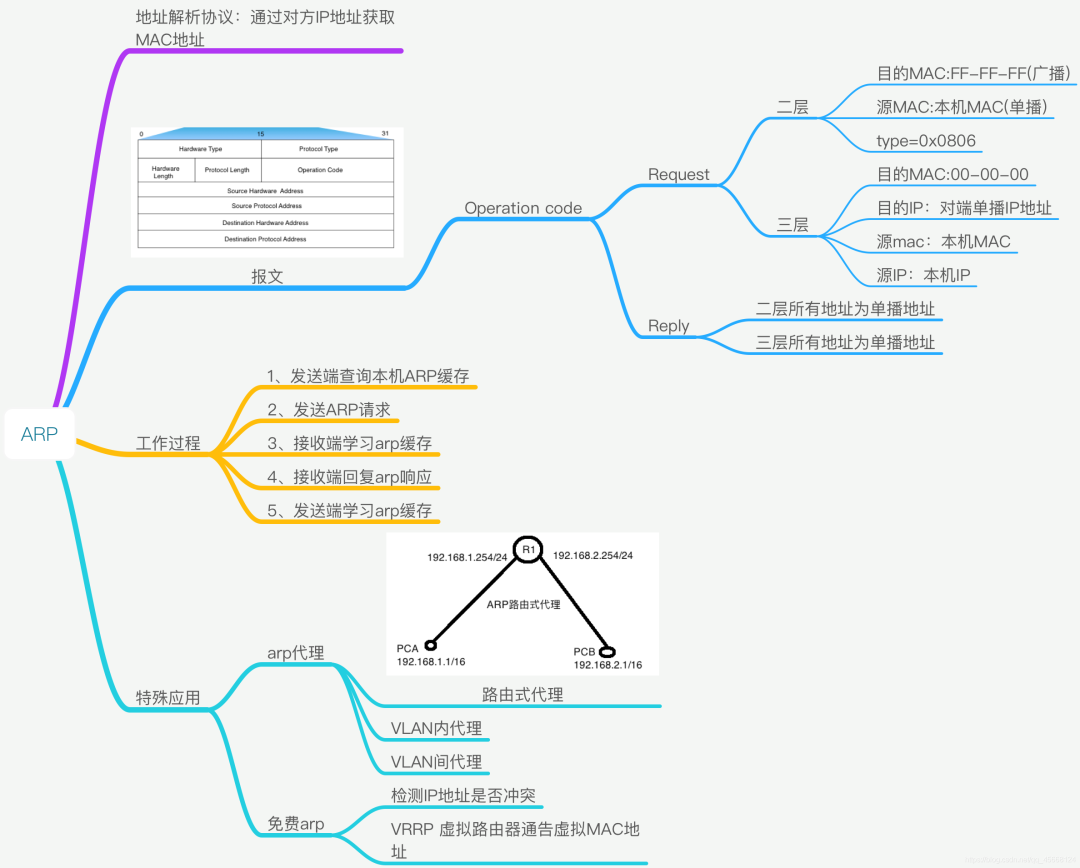 地址解析协议：通过对方IP地址获取
MAC地址
0 15 31
Hardware Type Protocol Type
Hardware
Length
Protocol Length
Operation Code
Source Hardware Address
Source Protocol Address
Destination Hardware Address
Destination Protocol Address
报文
Operation code
Request
二层
目的MAC:FF-FF-FF(广播)
源MAC:本机MAC(单播)
type=0x0806
三层
目的MAC:00-00-00
目的IP：对端单播IP地址
源mac：本机MAC
源IP：本机IP
Reply
二层所有地址为单播地址
三层所有地址为单播地址
ARP
工作过程
1、发送端查询本机ARP缓存
2、发送ARP请求
3、接收端学习arp缓存
4、接收端回复arp响应
5、发送端学习arp缓存
特殊应用
arp代理
R1
192.168.1.254/24
192.168.2.254/24
ARP路由式代理
PCA
192.168.1.1/16
PCB
192.168.2.1/16
路由式代理
VLAN内代理
VLAN间代理
免费arp
检测IP地址是否冲突
VRRP 虚拟路由器通告虚拟MAC地
址